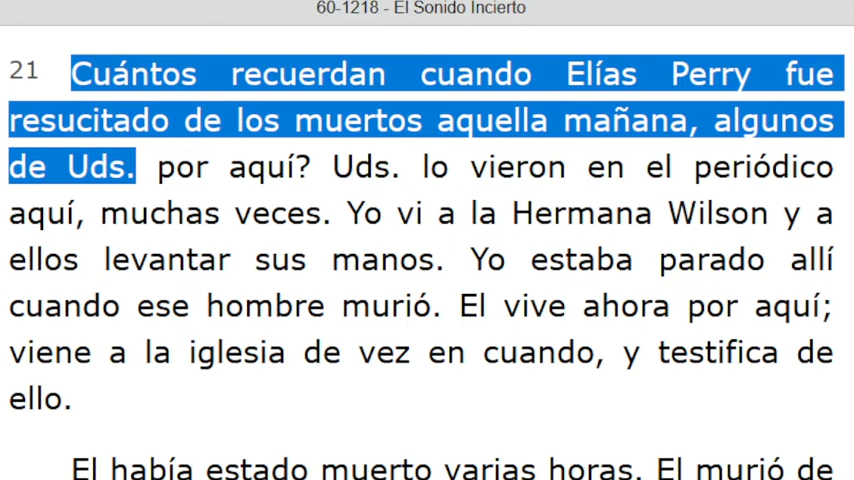 60-1218 - El Sonido Incierto
21 Cuántos recuerdan cuando Elías Perry fue
resucitado de los muertos aquella mañana, algunos
de Uds. por aquí? Uds. lo vieron en el periódico
aquí, muchas veces. Yo vi a la Hermana Wilson y a
ellos levantar sus manos. Yo estaba parado allí
cuando ese hombre murió. El vive ahora por aquí;
viene a la iglesia de vez en cuando, y testifica de
ello.
El había estado muerto varias horas. El murió de